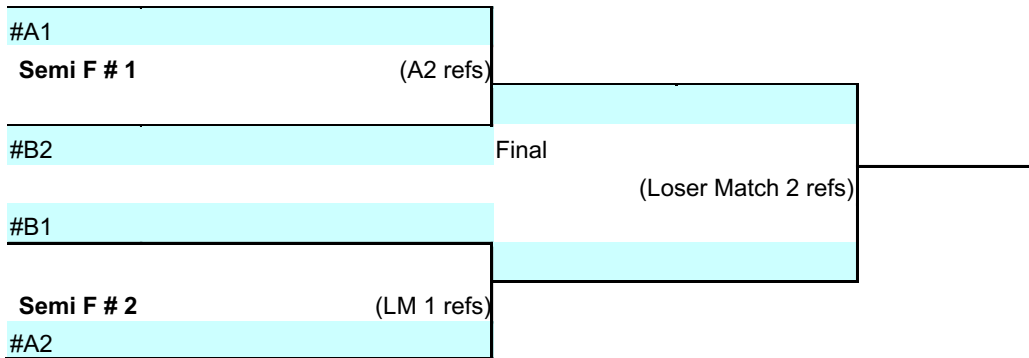 #A1
Semi F # 1 (A2 refs)
#B2 Final
(Loser Match 2 refs)
#B1
Semi F # 2 (LM 1 refs)
#A2